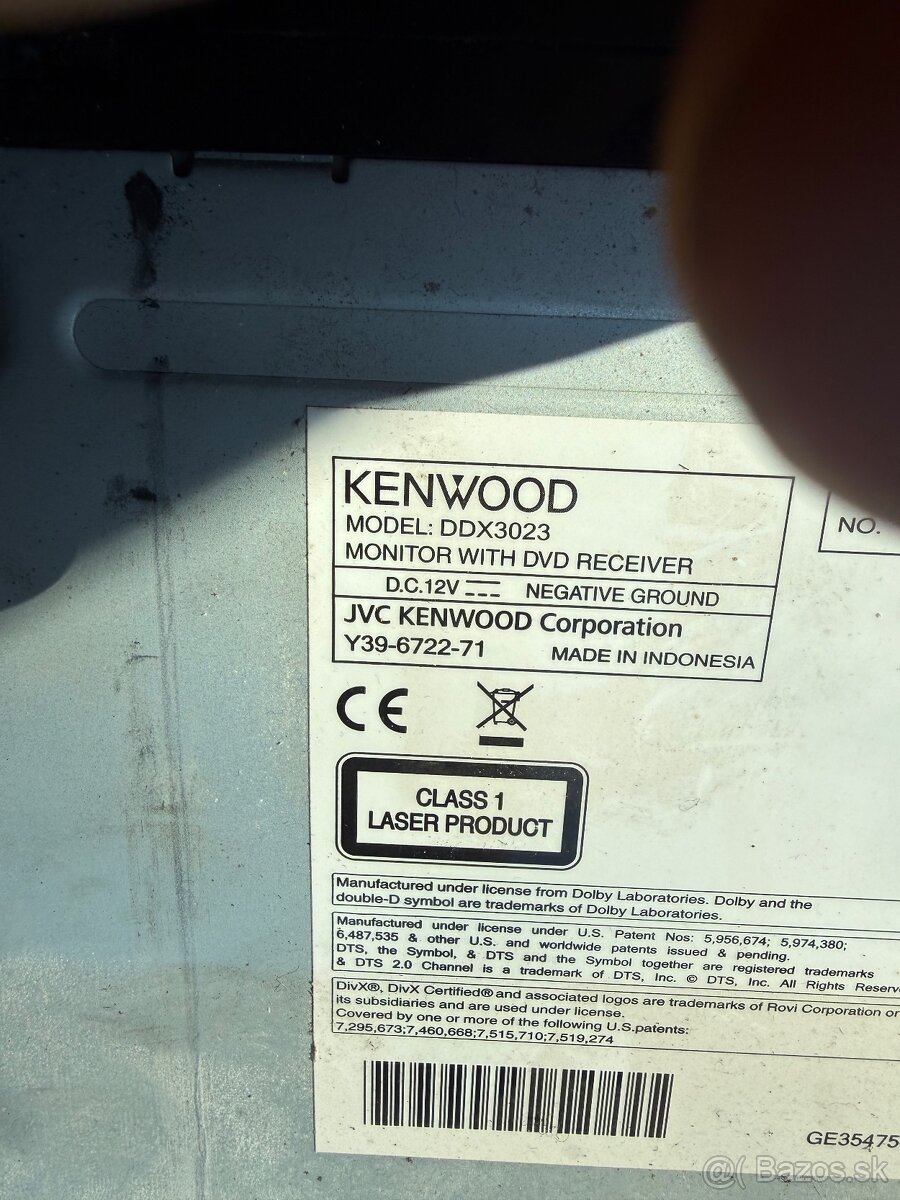 KENWOOD
MODEL: DDX3023
MONITOR WITH DVD RECEIVER
D.C.12V NEGATIVE GROUND
JVC KENWOOD Corporation
Y39-6722-71 MADE IN INDONESIA
NO.
CE
CLASS 1
LASER PRODUCT
Manufactured under license from Dolby Laboratories. Dolby and the
double-D symbol are trademarks of Dolby Laboratories.
Manufactured under license under U.S. Patent Nos: 5,956,674; 5,974,380;
6,487,535 & other U.S. and worldwide patents issued & pending.
DTS, the Symbol, & DTS and the Symbol together are registered trademarks
& DTS 2.0 Channel is a trademark of DTS, Inc. © DTS, Inc. All Rights Reserv
DivX®, DivX Certified® and associated logos are trademarks of Rovi Corporation or
its subsidiaries and are used under license.
Covered by one or more of the following U.S.patents:
7,295,673;7,460,668;7,515,710;7,519,274
GE35475
@( Bazos.sk